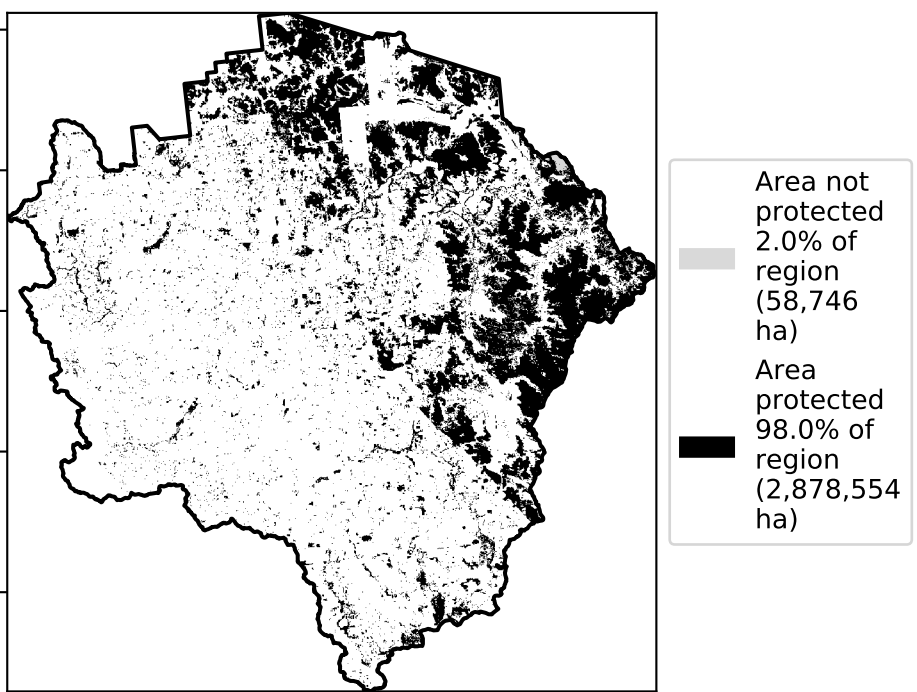 Area not
protected
2.0% of
region
(58,746
ha)
Area
protected
98.0% of
region
(2,878,554
ha)